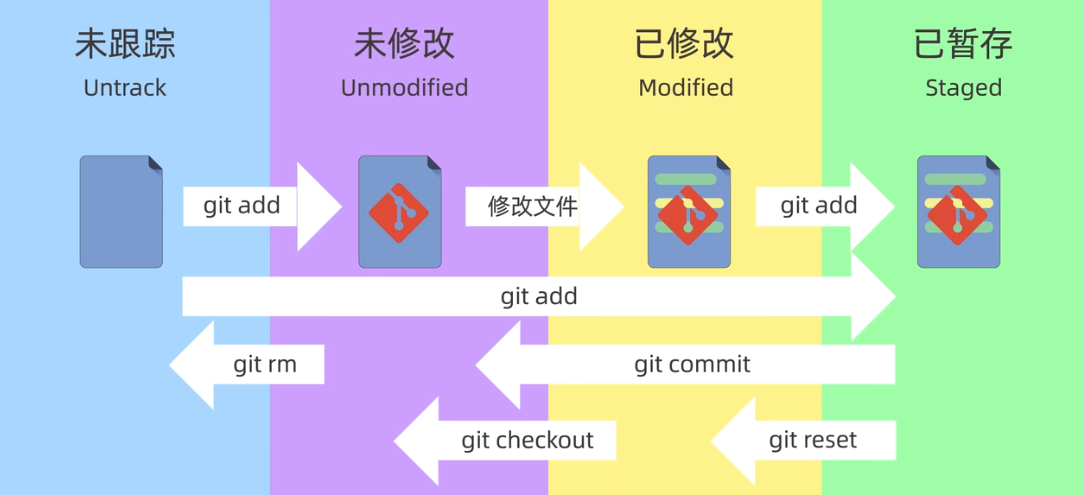 未跟踪
Untrack
未修改
Unmodified
已修改
Modified
已暂存
Staged
git add
修改文件
git add
git add
git rm
git commit
git checkout
git reset